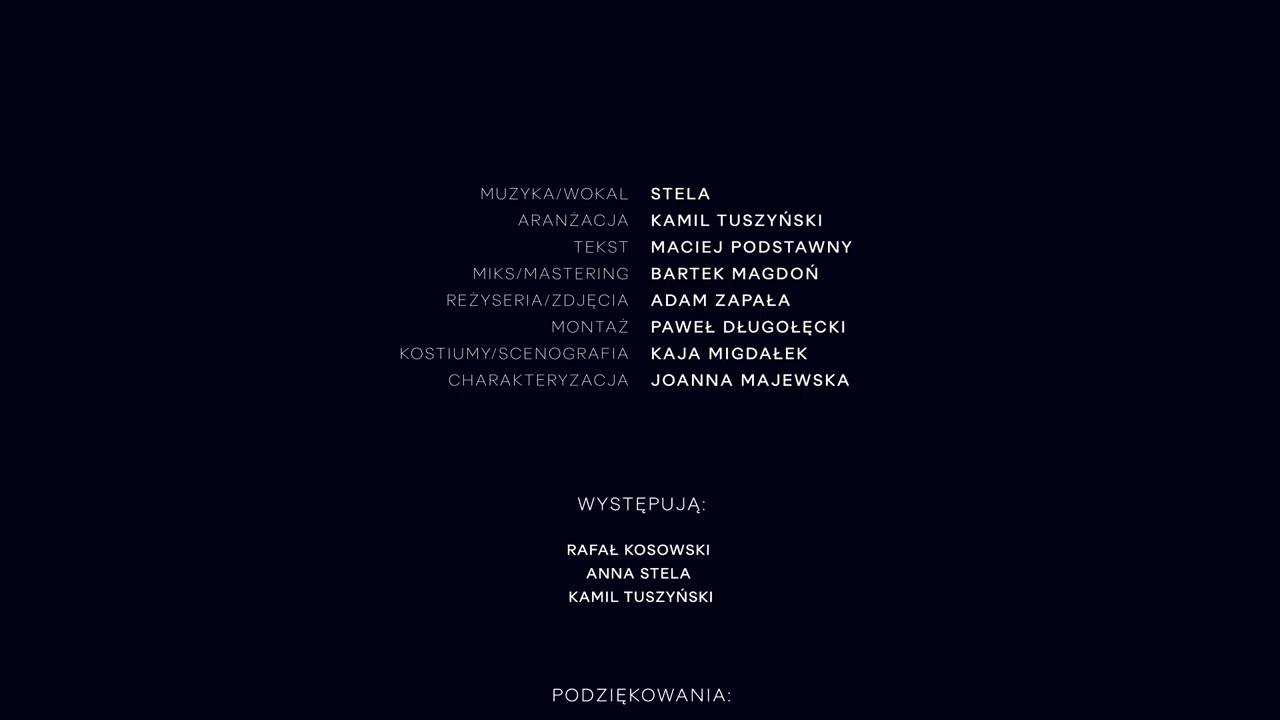 MUZYKA/WOKAL STELA
ARANŻACJA KAMIL TUSZYŃSKI
TEKST MACIEJ PODSTAWNY
MIKS/MASTERING BARTEK MAGDOŃ
REŻYSERIA/ZDJĘCIA ADAM ZAPAŁA
MONTAŻ PAWEŁ DŁUGOŁĘCKI
KOSTIUMY/SCENOGRAFIA KAJA MIGDAŁEK
CHARAKTERYZACJA JOANNA MAJEWSKA
WYSTĘPUJĄ:
RAFAŁ KOSOWSKI
ANNA STELA
KAMIL TUSZYŃSKI
PODZIĘKOWANIA: